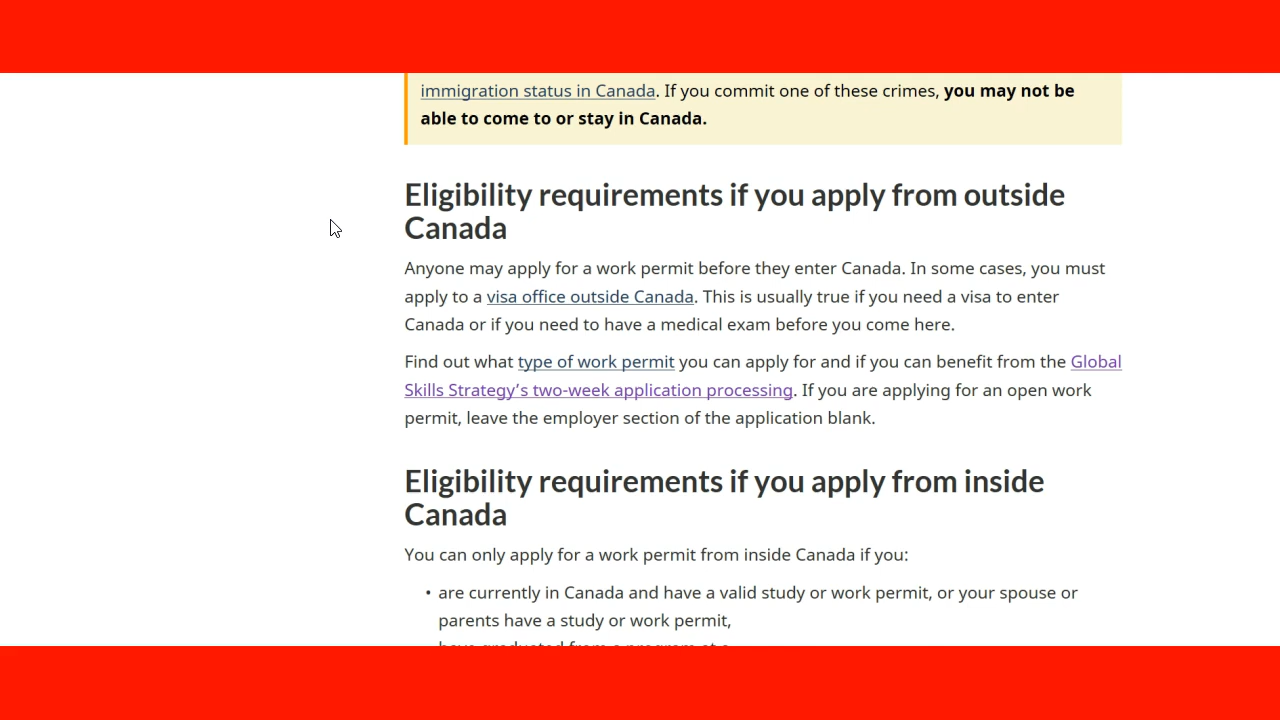 immigration status in Canada. If you commit one of these crimes, you may not be
able to come to or stay in Canada.
Eligibility requirements if you apply from outside
Canada
Anyone may apply for a work permit before they enter Canada. In some cases, you must
apply to a visa office outside Canada. This is usually true if you need a visa to enter
Canada or if you need to have a medical exam before you come here.
Find out what type of work permit you can apply for and if you can benefit from the Global
Skills Strategy’s two-week application processing. If you are applying for an open work
permit, leave the employer section of the application blank.
Eligibility requirements if you apply from inside
Canada
You can only apply for a work permit from inside Canada if you:
• are currently in Canada and have a valid study or work permit, or your spouse or
parents have a study or work permit,